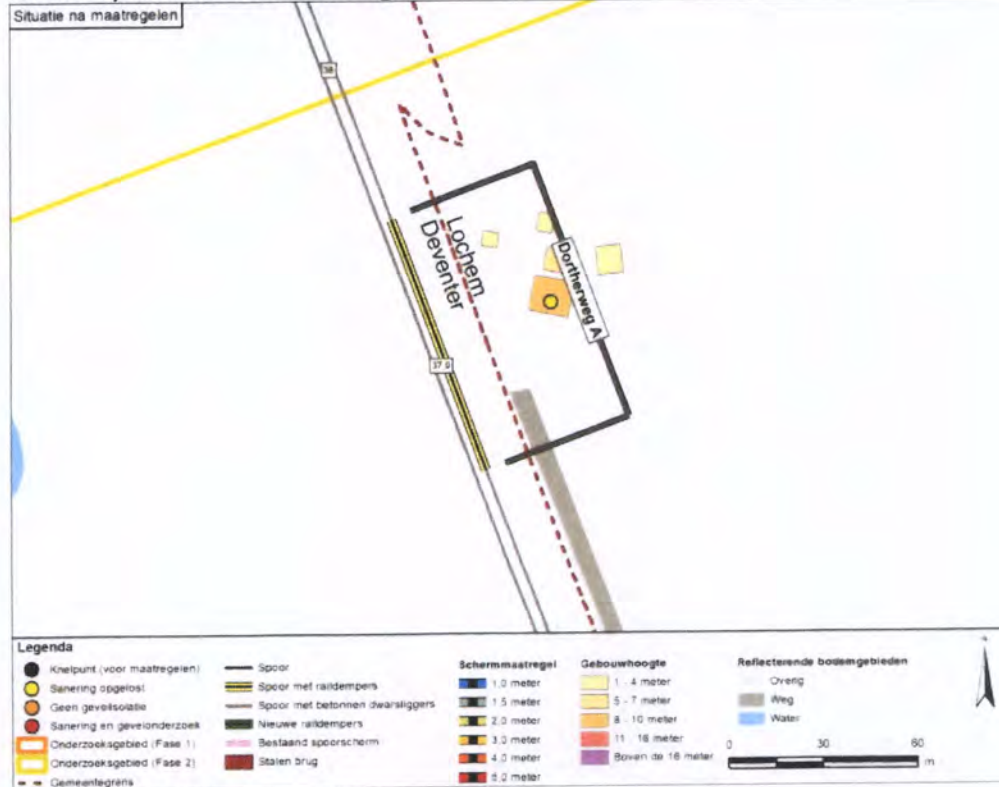 Situatie na maatregelen
38
Lochem
Deventer
Dortherweg A
37.9
Legenda
Knelpunt (voor maatregelen)
Sanering opgelost
Geen gevelisolatie
Sanering en gevelonderzoek
Onderzoeksgebied (Fase 1)
Onderzoeksgebied (Fase 2)
Gemeentegrens
Spoor
Spoor met raildempers
Spoor met betonnen dwarsliggers
Nieuwe raildempers
Bestaand spoorscherm
Stalen brug
Schermmaatregel
1.0 meter
1.5 meter
2.0 meter
3.0 meter
4.0 meter
Gebouwhoogte
1 - 4 meter
5 - 7 meter
8 - 10 meter
11 - 16 meter
Boven de 16 meter
Reflecterende bodemgebieden
Overig
Weg
Water
0 30 60
m